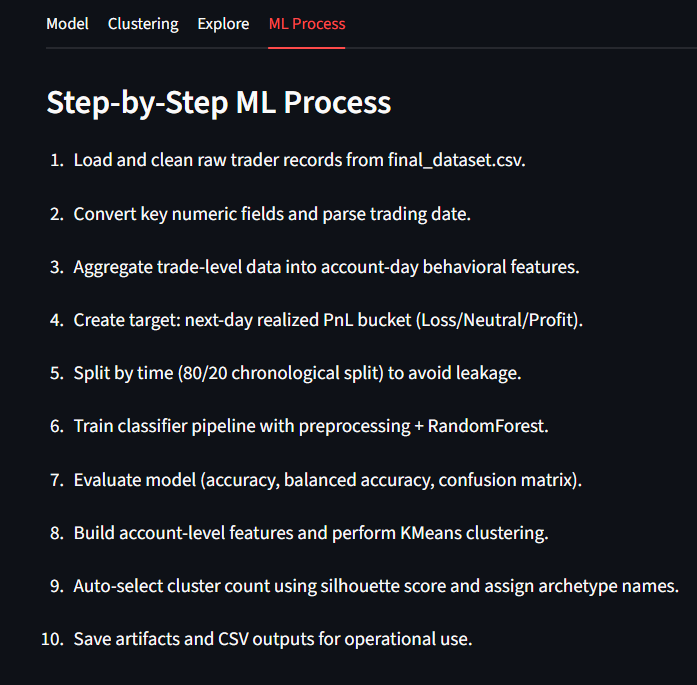 Model Clustering Explore ML Process
Step-by-Step ML Process
1. Load and clean raw trader records from final_dataset.csv.
2. Convert key numeric fields and parse trading date.
3. Aggregate trade-level data into account-day behavioral features.
4. Create target: next-day realized PnL bucket (Loss/Neutral/Profit).
5. Split by time (80/20 chronological split) to avoid leakage.
6. Train classifier pipeline with preprocessing + RandomForest.
7. Evaluate model (accuracy, balanced accuracy, confusion matrix).
8. Build account-level features and perform KMeans clustering.
9. Auto-select cluster count using silhouette score and assign archetype names.
10. Save artifacts and CSV outputs for operational use.